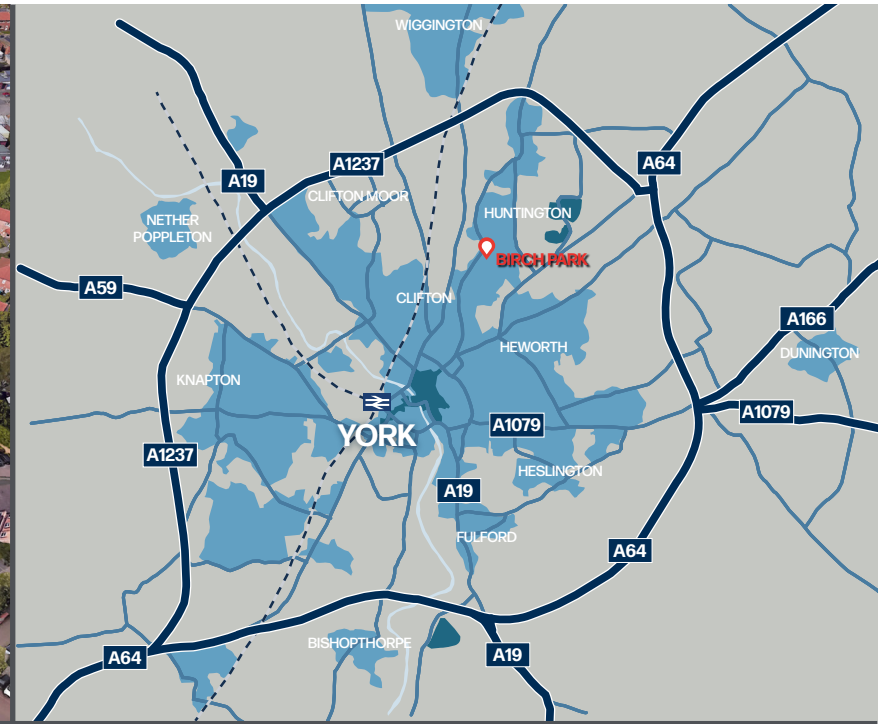 WIGGINGTON
A1237
A64
A19
CLIFTON MOOR
HUNTINGTON
NETHER
POPPLETON
BIRCH PARK
A59
CLIFTON
A166
HEWORTH
DUNINGTON
KNAPTON
A1079
A1079
YORK
A1237
HESLINGTON
A19
FULFORD
A64
BISHOPTHORPE
A64
A19